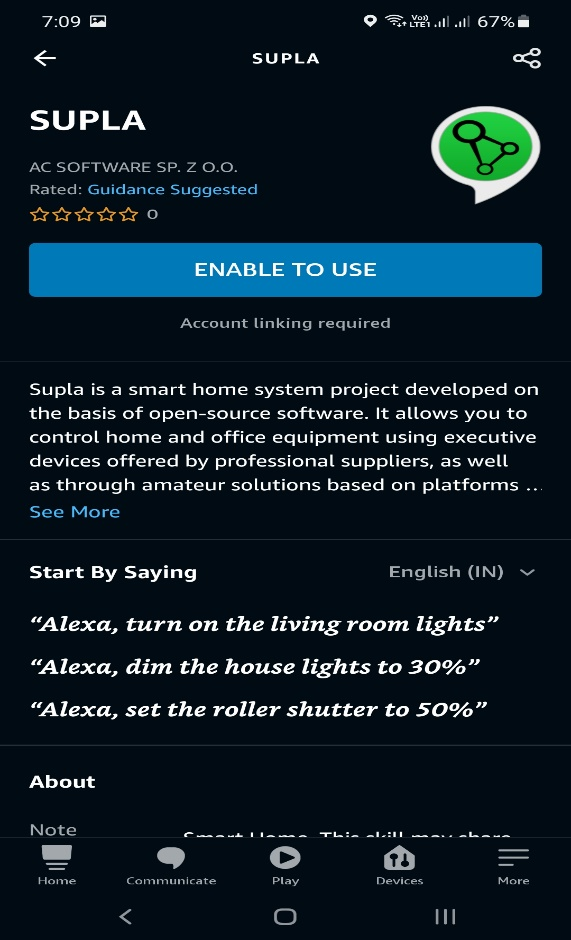 7:09 Vo)) LTE1 67%
SUPLA
SUPLA
AC SOFTWARE SP. Z O.O.
Rated: Guidance Suggested
0
ENABLE TO USE
Account linking required
Supla is a smart home system project developed on
the basis of open-source software. It allows you to
control home and office equipment using executive
devices offered by professional suppliers, as well
as through amateur solutions based on platforms ...
See More
Start By Saying English (IN)
“Alexa, turn on the living room lights”
“Alexa, dim the house lights to 30%”
“Alexa, set the roller shutter to 50%”
About
Note Smart Home. This skill may share
Home Communicate Play Devices More